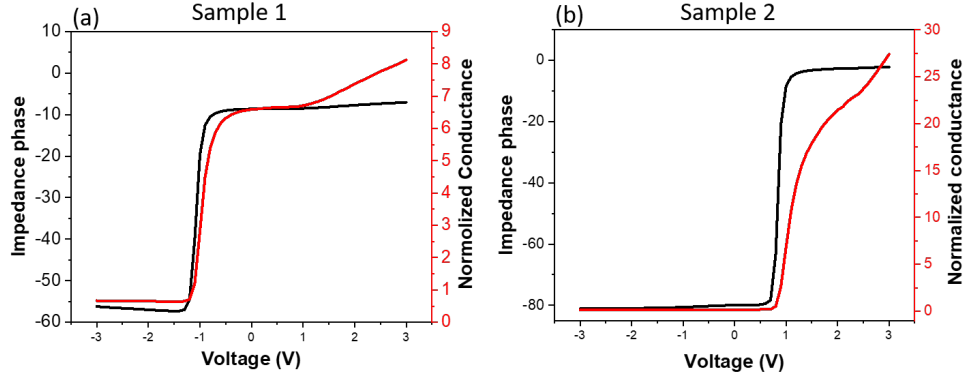 (a)
Sample 1
10
0
-10
-20
-30
-40
-50
-60
Impedance phase
9
8
7
6
5
4
3
2
1
0
Normolized Conductance
-3 -2 -1 0 1 2 3
Voltage (V)
(b)
Sample 2
0
-20
-40
-60
-80
Impedance phase
30
25
20
15
10
5
0
Normalized conductance
-3 -2 -1 0 1 2 3
Voltage (V)